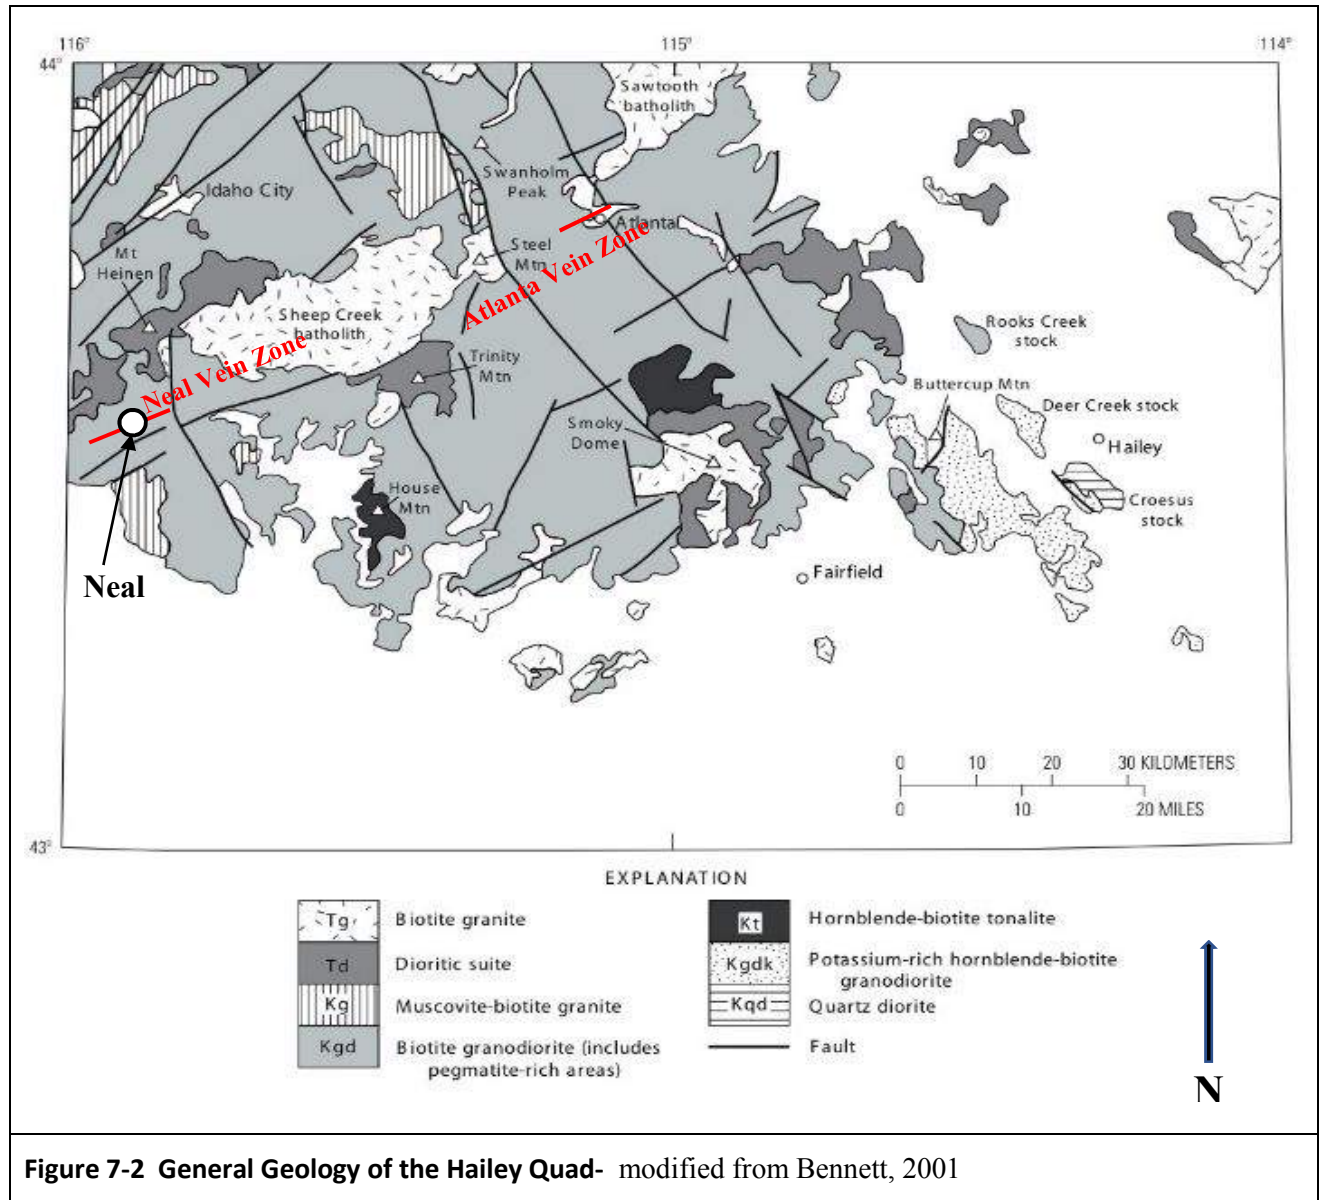 116° 115° 114°
44°
Sawtooth
batholith
Swanholm
Peak
Idaho City
Atlanta
Mt
Heinen
Steel
Mtn
Atlanta Vein Zone
Sheep Creek
batholith
Rooks Creek
stock
Neal Vein Zone
Trinity
Mtn
Buttercup Mtn
Deer Creek stock
Smoky
Dome
Hailey
House
Mtn
Croesus
stock
Neal
Fairfield
0 10 20 30 KILOMETERS
0 10 20 MILES
43°
EXPLANATION
Tg Biotite granite
Td Dioritic suite
Kg Muscovite-biotite granite
Kgd Biotite granodiorite (includes
pegmatite-rich areas)
Kt Hornblende-biotite tonalite
Kgdk Potassium-rich hornblende-biotite
granodiorite
Kqd Quartz diorite
Fault
N
Figure 7-2 General Geology of the Hailey Quad- modified from Bennett, 2001